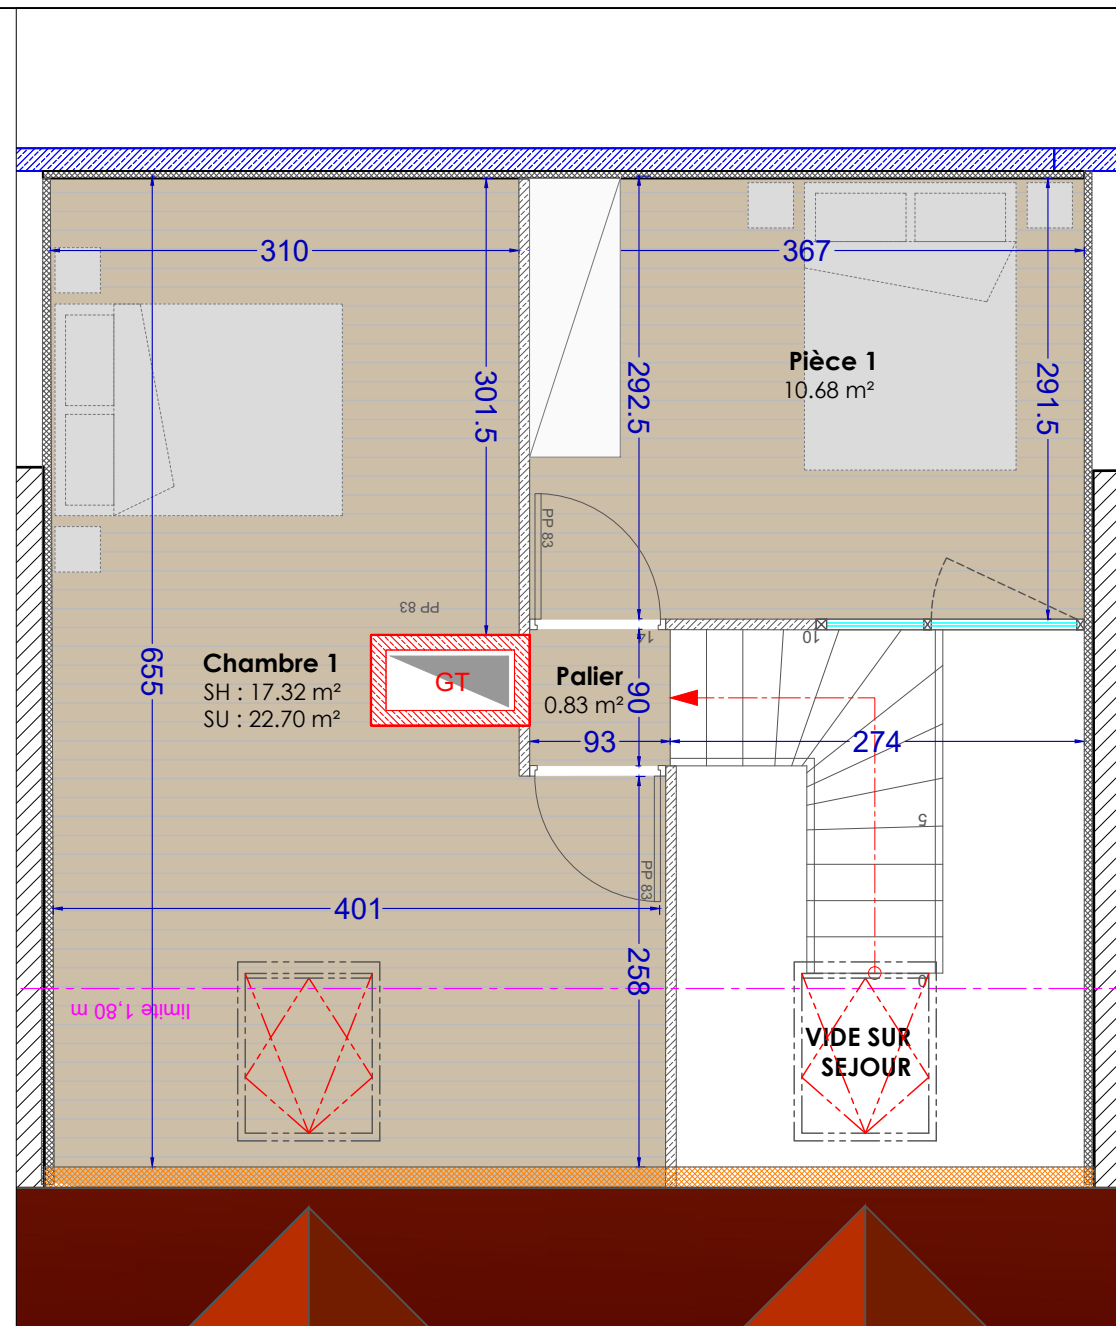 310
367
301.5
292.5
291.5
Pièce 1
10.68 m²
PP 83
PP 83
14
10
655
Chambre 1
SH : 17.32 m²
SU : 22.70 m²
GT
Palier
0.83 m²
90
93
274
5
PP 83
401
258
0
limite 1,80 m
VIDE SUR
SEJOUR